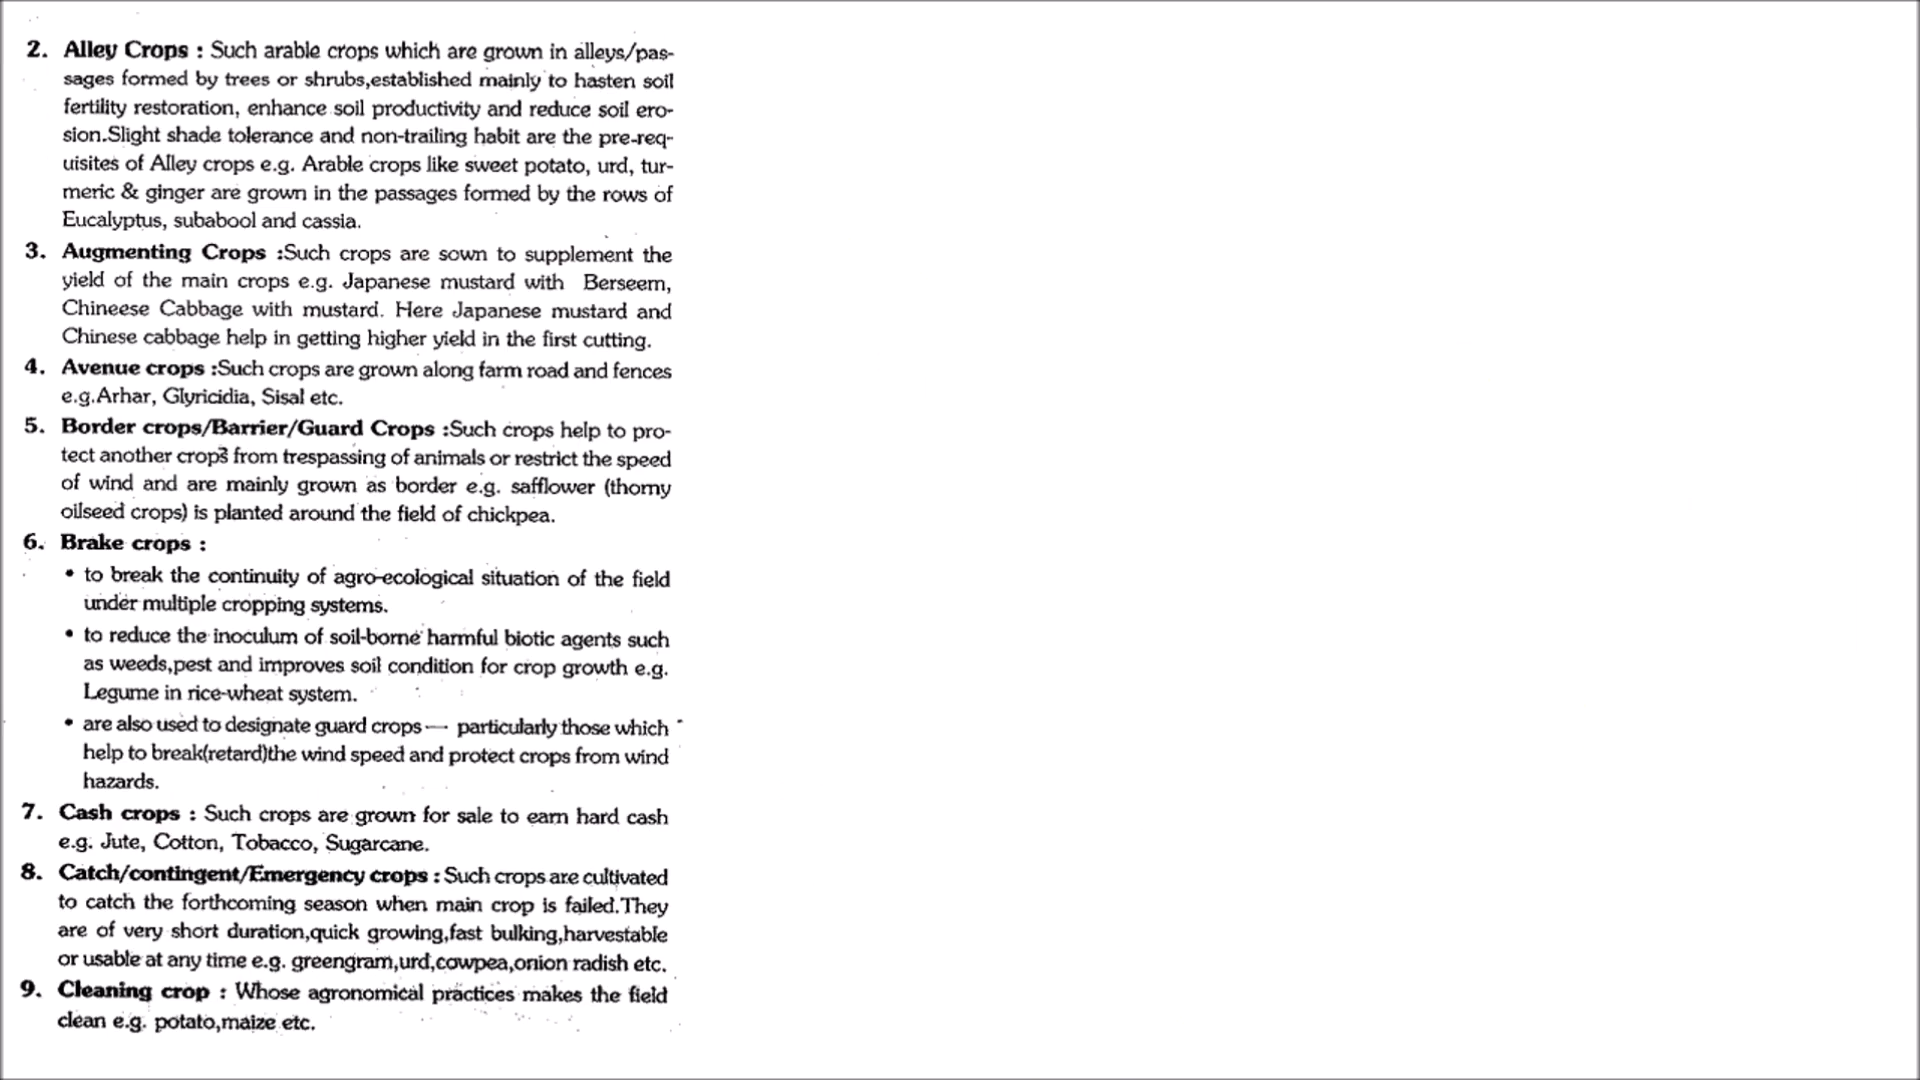 2. Alley Crops : Such arable crops which are grown in alleys/pas-
sages formed by trees or shrubs,established mainly to hasten soil
fertility restoration, enhance soil productivity and reduce soil ero-
sion.Slight shade tolerance and non-trailing habit are the pre-req-
uisites of Alley crops e.g. Arable crops like sweet potato, urd, tur-
meric & ginger are grown in the passages formed by the rows of
Eucalyptus, subabool and cassia.
3. Augmenting Crops :Such crops are sown to supplement the
yield of the main crops e.g. Japanese mustard with Berseem,
Chineese Cabbage with mustard. Here Japanese mustard and
Chinese cabbage help in getting higher yield in the first cutting.
4. Avenue crops :Such crops are grown along farm road and fences
e.g.Arhar, Glyricidia, Sisal etc.
5. Border crops/Barrier/Guard Crops :Such crops help to pro-
tect another crops from trespassing of animals or restrict the speed
of wind and are mainly grown as border e.g. safflower (thorny
oilseed crops) is planted around the field of chickpea.
6. Brake crops :
• to break the continuity of agro-ecological situation of the field
under multiple cropping systems.
• to reduce the inoculum of soil-borne harmful biotic agents such
as weeds,pest and improves soil condition for crop growth e.g.
Legume in rice-wheat system.
• are also used to designate guard crops— particularly those which
help to break(retard)the wind speed and protect crops from wind
hazards.
7. Cash crops : Such crops are grown for sale to earn hard cash
e.g. Jute, Cotton, Tobacco, Sugarcane.
8. Catch/contingent/Emergency crops : Such crops are cultivated
to catch the forthcoming season when main crop is failed.They
are of very short duration,quick growing,fast bulking,harvestable
or usable at any time e.g. greengram,urd,cowpea,onion radish etc.
9. Cleaning crop : Whose agronomical practices makes the field
clean e.g. potato,maize etc.